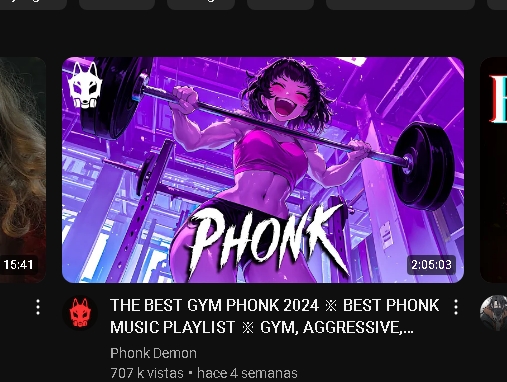 PHONK
15:41
2:05:03
THE BEST GYM PHONK 2024 ※ BEST PHONK
MUSIC PLAYLIST ※ GYM, AGGRESSIVE,...
Phonk Demon
707 k vistas • hace 4 semanas